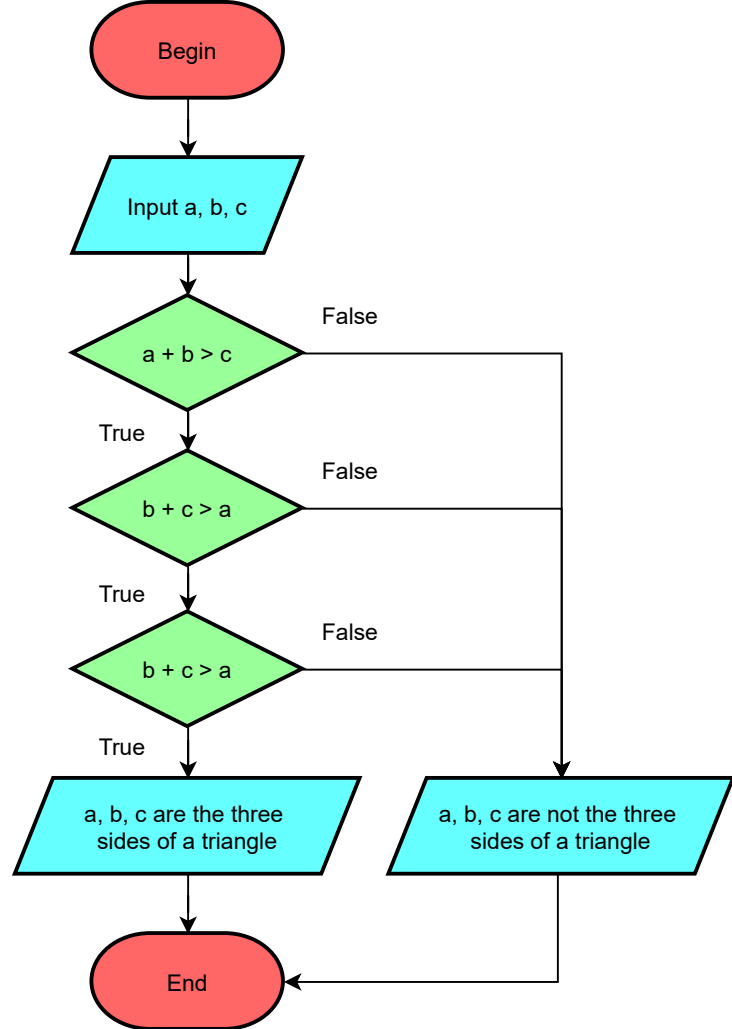 Begin
Input a, b, c
a + b > c
False
True
b + c > a
False
True
b + c > a
False
True
a, b, c are the three
sides of a triangle
a, b, c are not the three
sides of a triangle
End